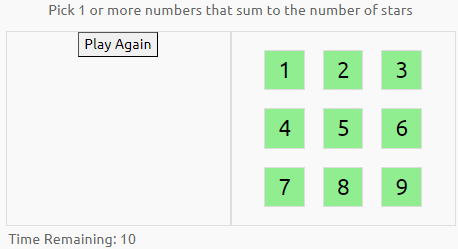 Pick 1 or more numbers that sum to the number of stars
Play Again
1 2 3
4 5 6
7 8 9
Time Remaining: 10